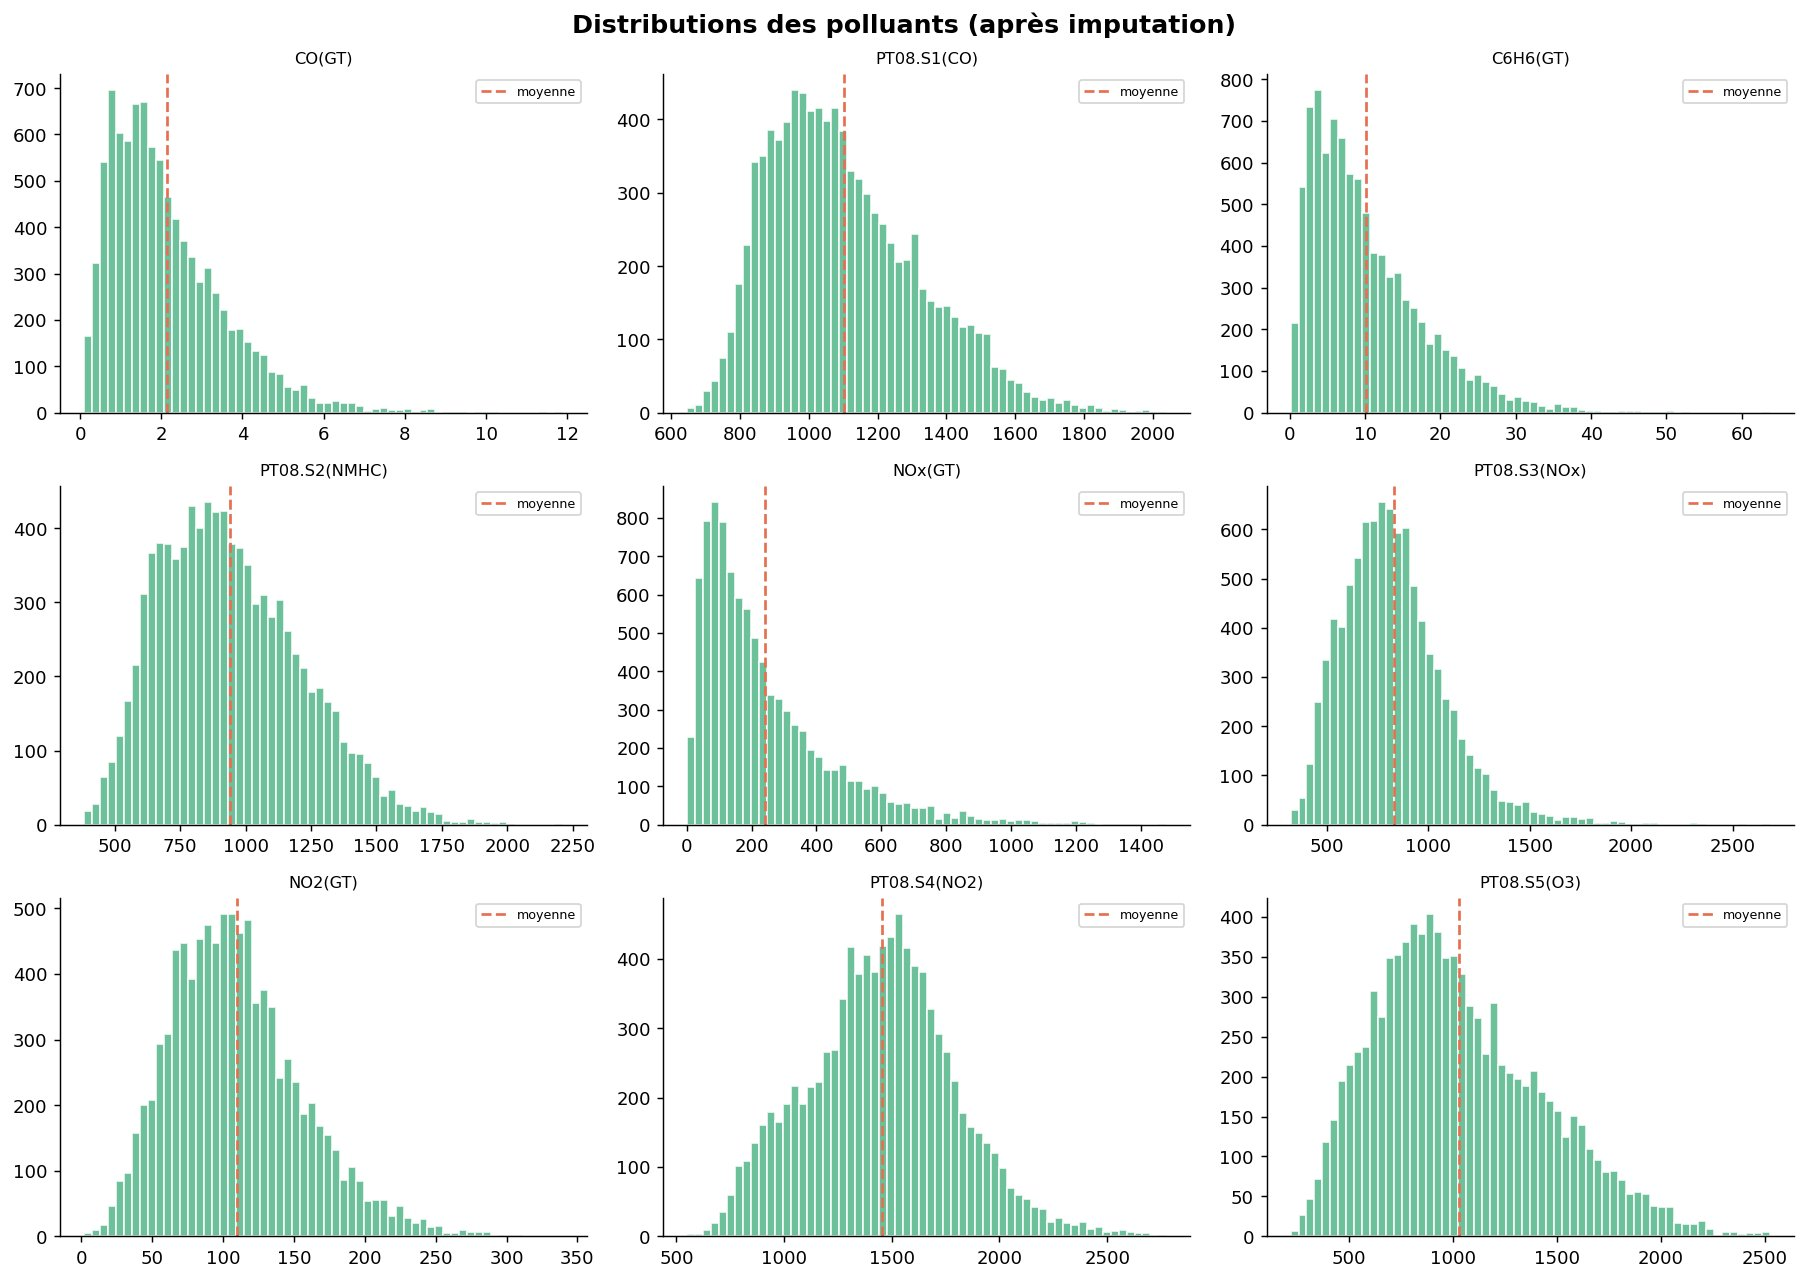 Distributions des polluants (après imputation)
CO(GT)
PT08.S1(CO)
C6H6(GT)
moyenne
moyenne
moyenne
700
600
500
400
300
200
100
0
400
300
200
100
0
800
700
600
500
400
300
200
100
0
0 2 4 6 8 10 12
600 800 1000 1200 1400 1600 1800 2000
0 10 20 30 40 50 60
PT08.S2(NMHC)
NOx(GT)
PT08.S3(NOx)
moyenne
moyenne
moyenne
400
300
200
100
0
800
700
600
500
400
300
200
100
0
600
500
400
300
200
100
0
500 750 1000 1250 1500 1750 2000 2250
0 200 400 600 800 1000 1200 1400
500 1000 1500 2000 2500
NO2(GT)
PT08.S4(NO2)
PT08.S5(O3)
moyenne
moyenne
moyenne
500
400
300
200
100
0
400
300
200
100
0
400
350
300
250
200
150
100
50
0
0 50 100 150 200 250 300 350
500 1000 1500 2000 2500
500 1000 1500 2000 2500